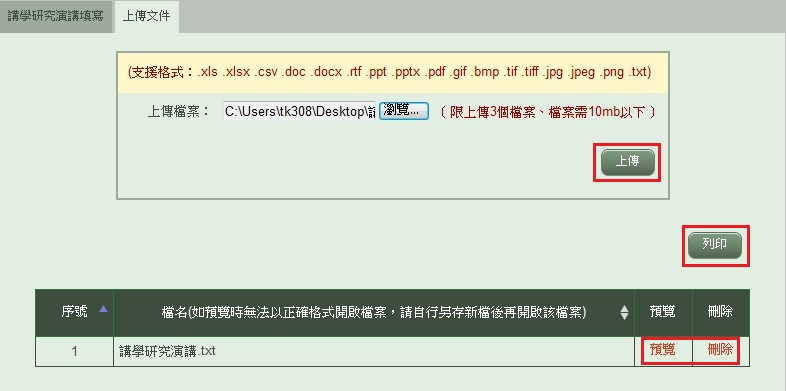 講學研究演講填寫 上傳文件
(支援格式：.xls .xlsx .csv .doc .docx .rtf .ppt .pptx .pdf .gif .bmp .tif .tiff .jpg .jpeg .png .txt)
上傳檔案： C:\Users\tk308\Desktop\ 瀏覽... ( 限上傳3個檔案、檔案需10mb以下 )
上傳
列印
序號 檔名(如預覽時無法以正確格式開啟檔案，請自行另存新檔後再開啟該檔案) 預覽 刪除
1 講學研究演講.txt 預覽 刪除